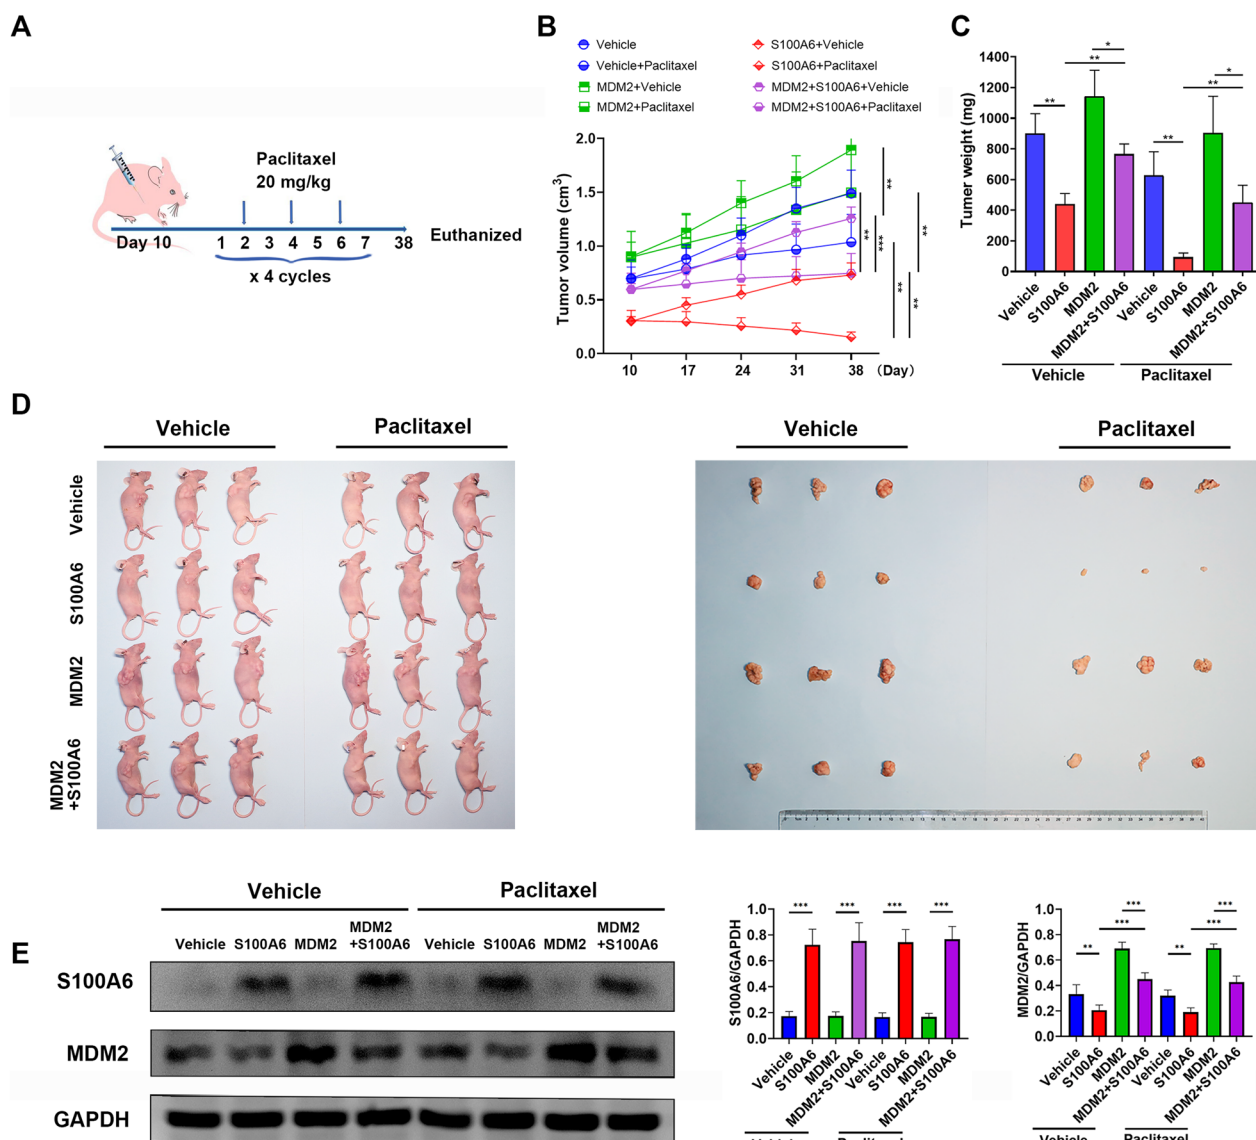 A
Paclitaxel
20 mg/kg
Day 10
1 2 3 4 5 6 7 38
Euthanized
x 4 cycles
B
Vehicle
Vehicle+Paclitaxel
MDM2+Vehicle
MDM2+Paclitaxel
S100A6+Vehicle
S100A6+Paclitaxel
MDM2+S100A6+Vehicle
MDM2+S100A6+Paclitaxel
Tumor volume (cm3)
2.0
1.5
1.0
0.5
0.0
10 17 24 31 38 (Day)
**
**
***
**
**
**
C
Tumer weight (mg)
1400
1200
1000
800
600
400
200
0
**
**
*
**
**
*
Vehicle
S100A6
MDM2
MDM2+S100A6
Vehicle
S100A6
MDM2
MDM2+S100A6
Vehicle
Paclitaxel
D
Vehicle
Paclitaxel
Vehicle
S100A6
MDM2
MDM2
+S100A6
Vehicle
Paclitaxel
E
Vehicle
Paclitaxel
Vehicle S100A6 MDM2 MDM2
+S100A6
Vehicle S100A6 MDM2 MDM2
+S100A6
S100A6
MDM2
GAPDH
S100A6/GAPDH
1.0
0.8
0.6
0.4
0.2
0.0
***
***
***
***
Vehicle
S100A6
MDM2
MDM2+S100A6
Vehicle
S100A6
MDM2
MDM2+S100A6
Vehicle
Paclitaxel
MDM2/GAPDH
1.0
0.8
0.6
0.4
0.2
0.0
**
***
***
**
***
***
Vehicle
S100A6
MDM2
MDM2+S100A6
Vehicle
S100A6
MDM2
MDM2+S100A6
Vehicle
Paclitaxel